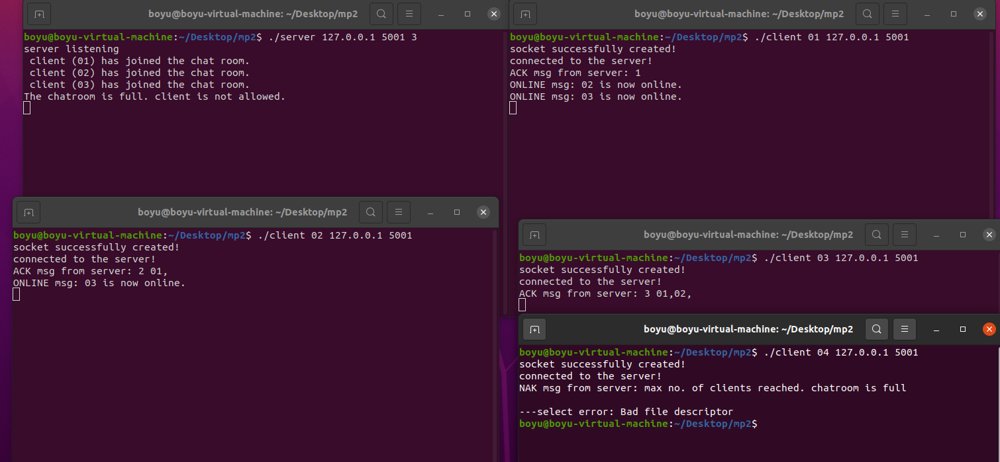 boyu@boyu-virtual-machine: ~/Desktop/mp2
boyu@boyu-virtual-machine:~/Desktop/mp2$ ./server 127.0.0.1 5001 3
server listening
client (01) has joined the chat room.
client (02) has joined the chat room.
client (03) has joined the chat room.
The chatroom is full. client is not allowed.
boyu@boyu-virtual-machine: ~/Desktop/mp2
boyu@boyu-virtual-machine:~/Desktop/mp2$ ./client 01 127.0.0.1 5001
socket successfully created!
connected to the server!
ACK msg from server: 1
ONLINE msg: 02 is now online.
ONLINE msg: 03 is now online.
boyu@boyu-virtual-machine: ~/Desktop/mp2
boyu@boyu-virtual-machine:~/Desktop/mp2$ ./client 02 127.0.0.1 5001
socket successfully created!
connected to the server!
ACK msg from server: 2 01,
ONLINE msg: 03 is now online.
boyu@boyu-virtual-machine: ~/Desktop/mp2
boyu@boyu-virtual-machine:~/Desktop/mp2$ ./client 03 127.0.0.1 5001
socket successfully created!
connected to the server!
ACK msg from server: 3 01,02,
boyu@boyu-virtual-machine: ~/Desktop/mp2
boyu@boyu-virtual-machine:~/Desktop/mp2$ ./client 04 127.0.0.1 5001
socket successfully created!
connected to the server!
NAK msg from server: max no. of clients reached. chatroom is full
---select error: Bad file descriptor
boyu@boyu-virtual-machine:~/Desktop/mp2$